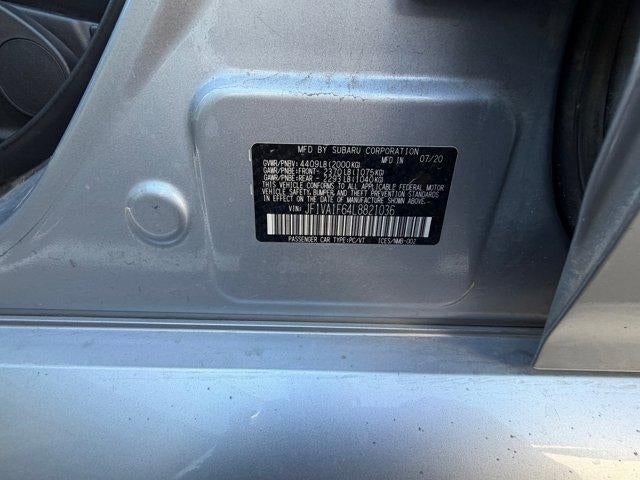 MFD BY SUBARU CORPORATION
GVWR/PNBV: 4409LB(2000KG) MFD IN 07/20
GAWR/PNBE:FRONT- 2370LB(1075KG)
GAWR/PNBE:REAR - 2293LB(1040KG)
THIS VEHICLE CONFORMS TO ALL APPLICABLE FEDERAL MOTOR
VEHICLE SAFETY, BUMPER AND THEFT PREVENTION STANDARDS
IN EFFECT ON THE DATE OF MANUFACTURE SHOWN ABOVE.
VIN: JF1VA1F64L8821036
PASSENGER CAR TYPE:PC/VT ICES/NMB-002